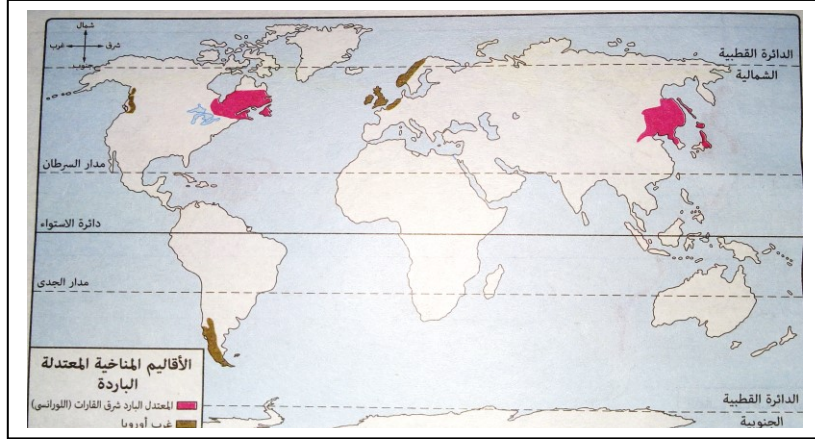 شمال
شرق
غرب
جنوب
الدائرة القطبية
الشمالية
مدار السرطان
دائرة الاستواء
مدار الجدى
الأقاليم المناخية المعتدلة
الباردة
المعتدل البارد شرق القارات (اللورانسى)
غرب أوروبا
الدائرة القطبية
الجنوبية